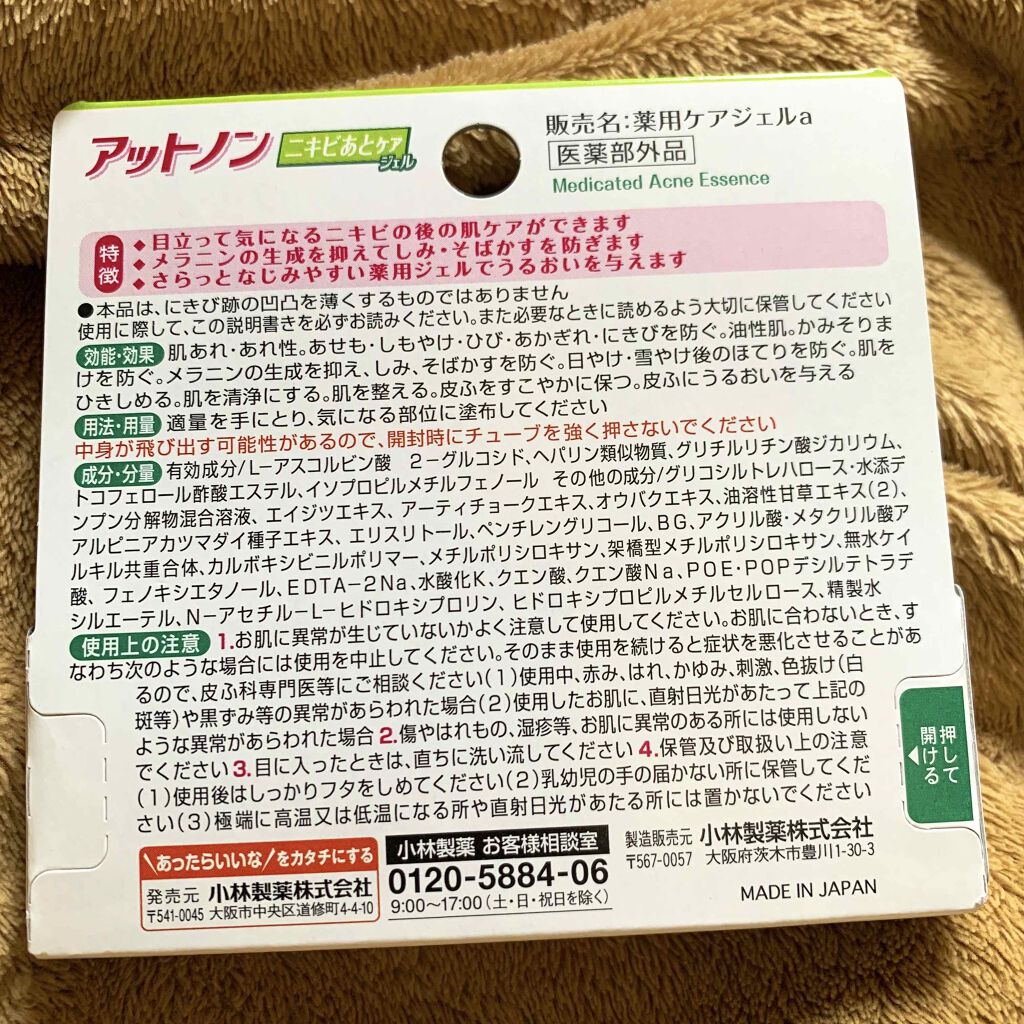 アットノン ニキビあとケア ジェル
販売名:薬用ケアジェルa
医薬部外品
Medicated Acne Essence
特徴
◆目立って気になるニキビの後の肌ケアができます
◆メラニンの生成を抑えてしみ・そばかすを防ぎます
◆さらっとなじみやすい薬用ジェルでうるおいを与えます
●本品は、にきび跡の凹凸を薄くするものではありません
使用に際して、この説明書きを必ずお読みください。また必要なときに読めるよう大切に保管してください
効能・効果 肌あれ・あれ性。あせも・しもやけ・ひび・あかぎれ・にきびを防ぐ。油性肌。かみそりま
けを防ぐ。メラニンの生成を抑え、しみ、そばかすを防ぐ。日やけ・雪やけ後のほてりを防ぐ。肌を
ひきしめる。肌を清浄にする。肌を整える。皮ふをすこやかに保つ。皮ふにうるおいを与える
用法・用量 適量を手にとり、気になる部位に塗布してください
中身が飛び出す可能性があるので、開封時にチューブを強く押さないでください
成分・分量 有効成分/L-アスコルビン酸 2-グルコシド、ヘパリン類似物質、グリチルリチン酸ジカリウム、
トコフェロール酢酸エステル、イソプロピルメチルフェノール その他の成分/グリコシルトレハロース・水添デ
ンプン分解物混合溶液、エイジツエキス、アーティチョークエキス、オウバクエキス、油溶性甘草エキス(2)、
アルピニアカツマダイ種子エキス、エリスリトール、ペンチレングリコール、BG、アクリル酸・メタクリル酸ア
ルキル共重合体、カルボキシビニルポリマー、メチルポリシロキサン、架橋型メチルポリシロキサン、無水ケイ
酸、フェノキシエタノール、EDTA-2Na、水酸化K、クエン酸、クエン酸Na、POE・POPデシルテトラデ
シルエーテル、N-アセチル-L-ヒドロキシプロリン、ヒドロキシプロピルメチルセルロース、精製水
使用上の注意 1.お肌に異常が生じていないかよく注意して使用してください。お肌に合わないとき、す
なわち次のような場合には使用を中止してください。そのまま使用を続けると症状を悪化させることがあ
るので、皮ふ科専門医等にご相談ください(1)使用中、赤み、はれ、かゆみ、刺激、色抜け(白
斑等)や黒ずみ等の異常があらわれた場合(2)使用したお肌に、直射日光があたって上記の
ような異常があらわれた場合 2.傷やはれもの、湿疹等、お肌に異常のある所には使用しない
でください 3.目に入ったときは、直ちに洗い流してください 4.保管及び取扱い上の注意
(1)使用後はしっかりフタをしめてください(2)乳幼児の手の届かない所に保管してくだ
さい(3)極端に高温又は低温になる所や直射日光があたる所には置かないでください
押して
開ける
\あったらいいな/をカタチにする
発売元 小林製薬株式会社
〒541-0045 大阪市中央区道修町4-4-10
小林製薬 お客様相談室
0120-5884-06
9:00~17:00(土・日・祝日を除く)
製造販売元 小林製薬株式会社
〒567-0057 大阪府茨木市豊川1-30-3
MADE IN JAPAN